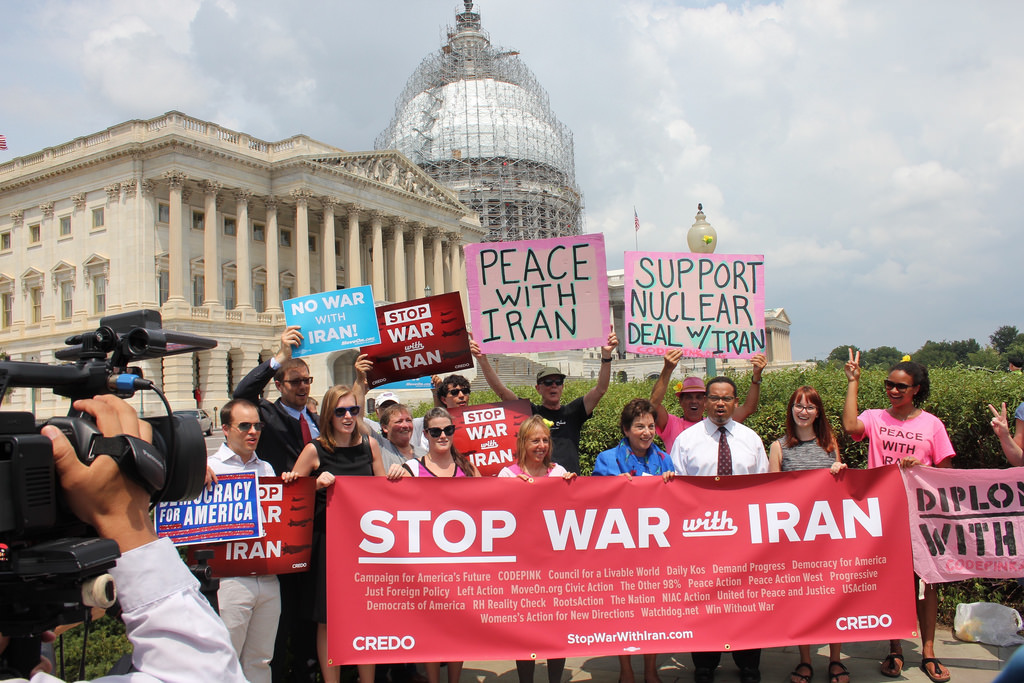 NO WAR
WITH
IRAN!
STOP
WAR
with
IRAN
PEACE
WITH
IRAN
SUPPORT
NUCLEAR
DEAL W/ IRAN
STOP
WAR
with
IRAN
PEACE
WITH
DEMOCRACY
FOR AMERICA
IRAN
CREDO
STOP WAR with IRAN
Campaign for America's Future CODEPINK Council for a Livable World Daily Kos Demand Progress Democracy for America
Just Foreign Policy Left Action MoveOn.org Civic Action The Other 98% Peace Action Peace Action West Progressive
Democrats of America RH Reality Check RootsAction The Nation NIAC Action United for Peace and Justice USAction
Women's Action for New Directions Watchdog.net Win Without War
CREDO
StopWarWithIran.com
CREDO
DIPLO
WITH
CODEPINK